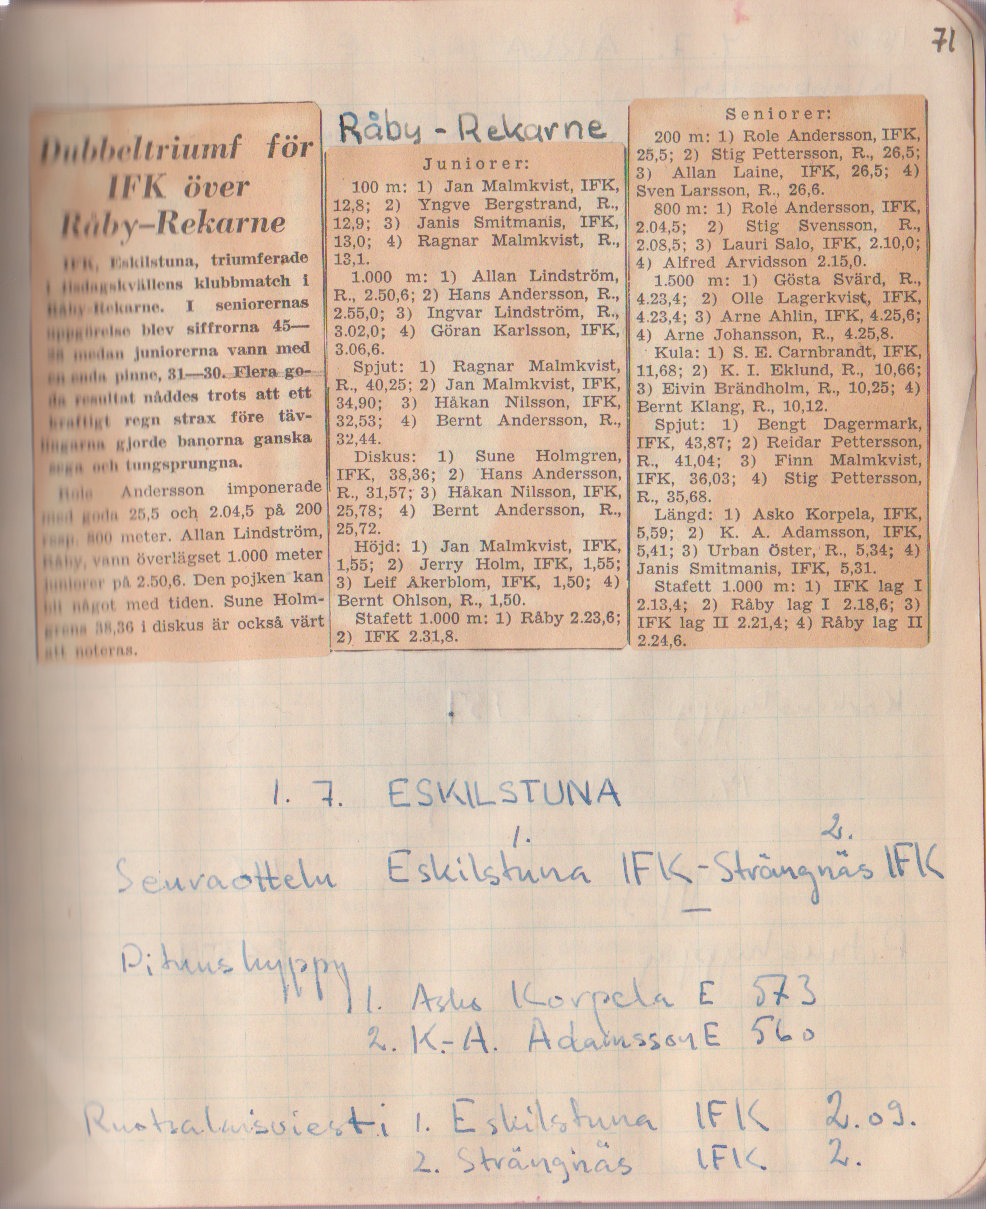 71
Dubbeltriumf för
IFK över
Råby—Rekarne
IFK, Eskilstuna, triumferade
i tisdagskvällens klubbmatch i
Råby-Rekarne. I seniorernas
uppgörelse blev siffrorna 45—
medan juniorerna vann med
en enda pinne, 31—30. Flera go-
da resultat nåddes trots att ett
kraftigt regn strax före täv-
lingarna gjorde banorna ganska
sega och tungsprungna.
Role Andersson imponerade
med goda 25,5 och 2.04,5 på 200
resp. 800 meter. Allan Lindström,
Råby, vann överlägset 1.000 meter
juniorer på 2.50,6. Den pojken kan
bli något med tiden. Sune Holm-
grens 38,36 i diskus är också värt
att noteras.
Råby - Rekarne
Juniorer:
100 m: 1) Jan Malmkvist, IFK,
12,8; 2) Yngve Bergstrand, R.,
12,9; 3) Janis Smitmanis, IFK,
13,0; 4) Ragnar Malmkvist, R.,
13,1.
1.000 m: 1) Allan Lindström,
R., 2.50,6; 2) Hans Andersson, R.,
2.55,0; 3) Ingvar Lindström, R.,
3.02,0; 4) Göran Karlsson, IFK,
3.06,6.
Spjut: 1) Ragnar Malmkvist,
R., 40,25; 2) Jan Malmkvist, IFK,
34,90; 3) Håkan Nilsson, IFK,
32,53; 4) Bernt Andersson, R.,
32,44.
Diskus: 1) Sune Holmgren,
IFK, 38,36; 2) Hans Andersson,
R., 31,57; 3) Håkan Nilsson, IFK,
25,78; 4) Bernt Andersson, R.,
25,72.
Höjd: 1) Jan Malmkvist, IFK,
1,55; 2) Jerry Holm, IFK, 1,55;
3) Leif Åkerblom, IFK, 1,50; 4)
Bernt Ohlson, R., 1,50.
Stafett 1.000 m: 1) Råby 2.23,6;
2) IFK 2.31,8.
Seniorer:
200 m: 1) Role Andersson, IFK,
25,5; 2) Stig Pettersson, R., 26,5;
3) Allan Laine, IFK, 26,5; 4)
Sven Larsson, R., 26,6.
800 m: 1) Role Andersson, IFK,
2.04,5; 2) Stig Svensson, R.,
2.08,5; 3) Lauri Salo, IFK, 2.10,0;
4) Alfred Arvidsson 2.15,0.
1.500 m: 1) Gösta Svärd, R.,
4.23,4; 2) Olle Lagerkvist, IFK,
4.23,4; 3) Arne Ahlin, IFK, 4.25,6;
4) Arne Johansson, R., 4.25,8.
Kula: 1) S. E. Carnbrandt, IFK,
11,68; 2) K. I. Eklund, R., 10,66;
3) Eivin Brändholm, R., 10,25; 4)
Bernt Klang, R., 10,12.
Spjut: 1) Bengt Dagermark,
IFK, 43,87; 2) Reidar Pettersson,
R., 41,04; 3) Finn Malmkvist,
IFK, 36,03; 4) Stig Pettersson,
R., 35,68.
Längd: 1) Asko Korpela, IFK,
5,59; 2) K. A. Adamsson, IFK,
5,41; 3) Urban Öster, R., 5,34; 4)
Janis Smitmanis, IFK, 5,31.
Stafett 1.000 m: 1) IFK lag I
2.13,4; 2) Råby lag I 2.18,6; 3)
IFK lag II 2.21,4; 4) Råby lag II
2.24,6.
1. 7. ESKILSTUNA
1. 2.
Seuraottelu Eskilstuna IFK-Strängnäs IFK
Pituushyppy
1. Asko Korpela E 573
2. K.-A. Adamsson E 560
Ruotsalaisviesti 1. Eskilstuna IFK 2.09.
2. Strängnäs IFK 2.